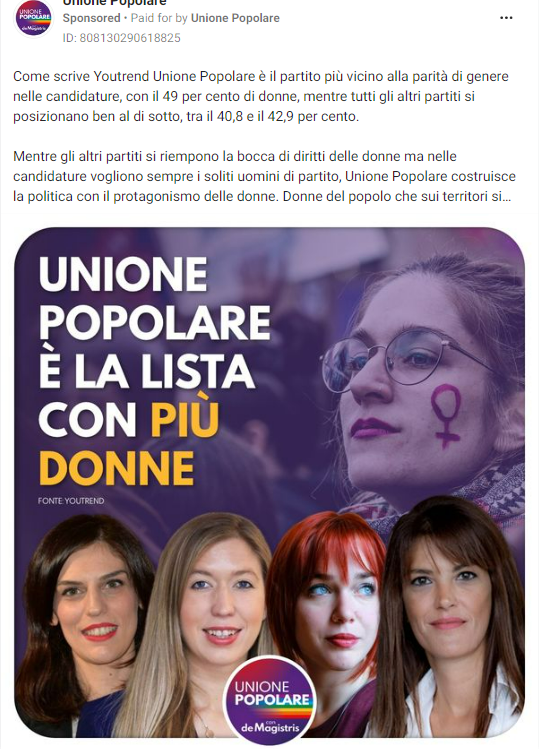 Unione Popolare
Sponsored • Paid for by Unione Popolare
ID: 808130290618825
Come scrive Youtrend Unione Popolare è il partito più vicino alla parità di genere
nelle candidature, con il 49 per cento di donne, mentre tutti gli altri partiti si
posizionano ben al di sotto, tra il 40,8 e il 42,9 per cento.
Mentre gli altri partiti si riempono la bocca di diritti delle donne ma nelle
candidature vogliono sempre i soliti uomini di partito, Unione Popolare costruisce
la politica con il protagonismo delle donne. Donne del popolo che sui territori si...
UNIONE
POPOLARE
È LA LISTA
CON PIÙ
DONNE
FONTE: YOUTREND
UNIONE
POPOLARE
con
de Magistris